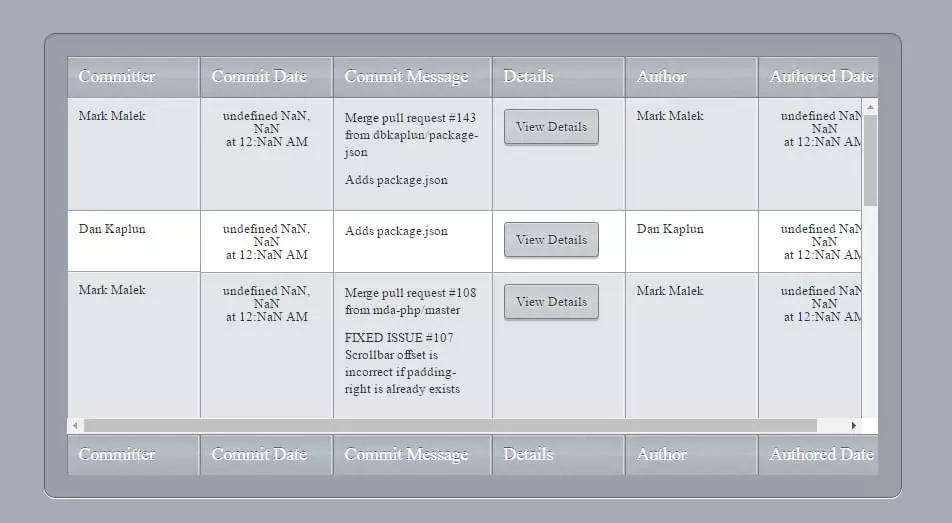 Committer Commit Date Commit Message Details Author Authored Date
Mark Malek
undefined NaN,
NaN
at 12:NaN AM
Merge pull request #143
from dbkaplun/package-
json
Adds package.json
View Details
Mark Malek
undefined NaN
NaN
at 12:NaN AM
Dan Kaplun
undefined NaN,
NaN
at 12:NaN AM
Adds package.json
View Details
Dan Kaplun
undefined NaN
NaN
at 12:NaN AM
Mark Malek
undefined NaN,
NaN
at 12:NaN AM
Merge pull request #108
from mda-php/master
FIXED ISSUE #107
Scrollbar offset is
incorrect if padding-
right is already exists
View Details
Mark Malek
undefined NaN
NaN
at 12:NaN AM
Committer Commit Date Commit Message Details Author Authored Date